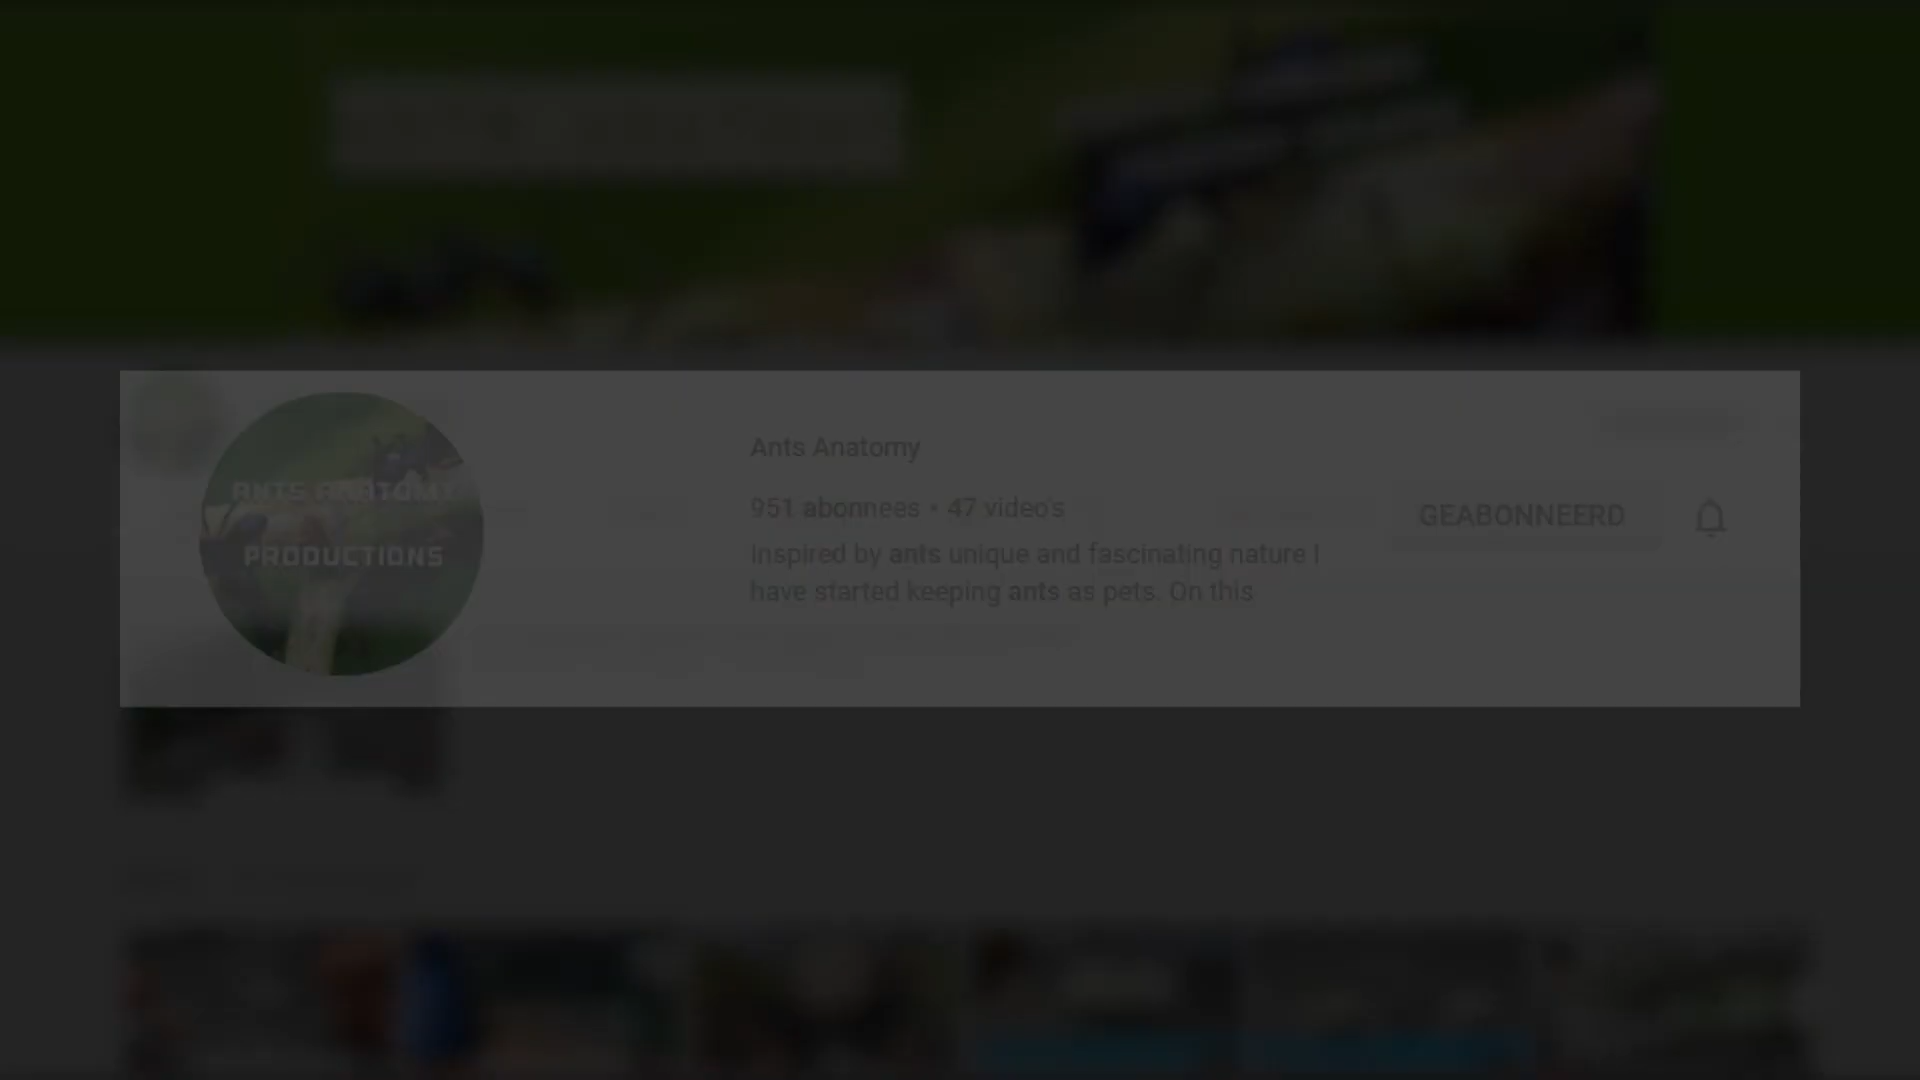 ANTS ANATOMY
PRODUCTIONS
Ants Anatomy
951 abonnees • 47 video's
Inspired by ants unique and fascinating nature I
have started keeping ants as pets. On this
GEABONNEERD